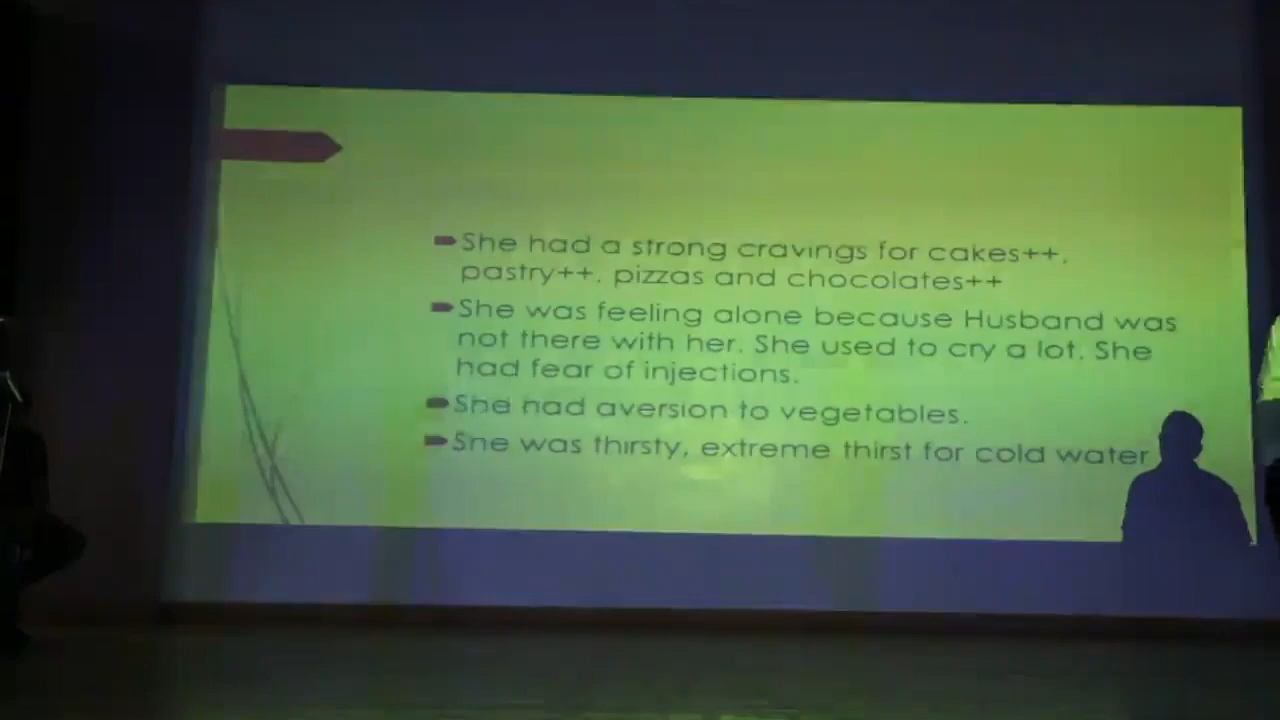 She had a strong cravings for cakes++,
pastry++, pizzas and chocolates++
She was feeling alone because Husband was
not there with her. She used to cry a lot. She
had fear of injections.
She had aversion to vegetables.
She was thirsty, extreme thirst for cold water